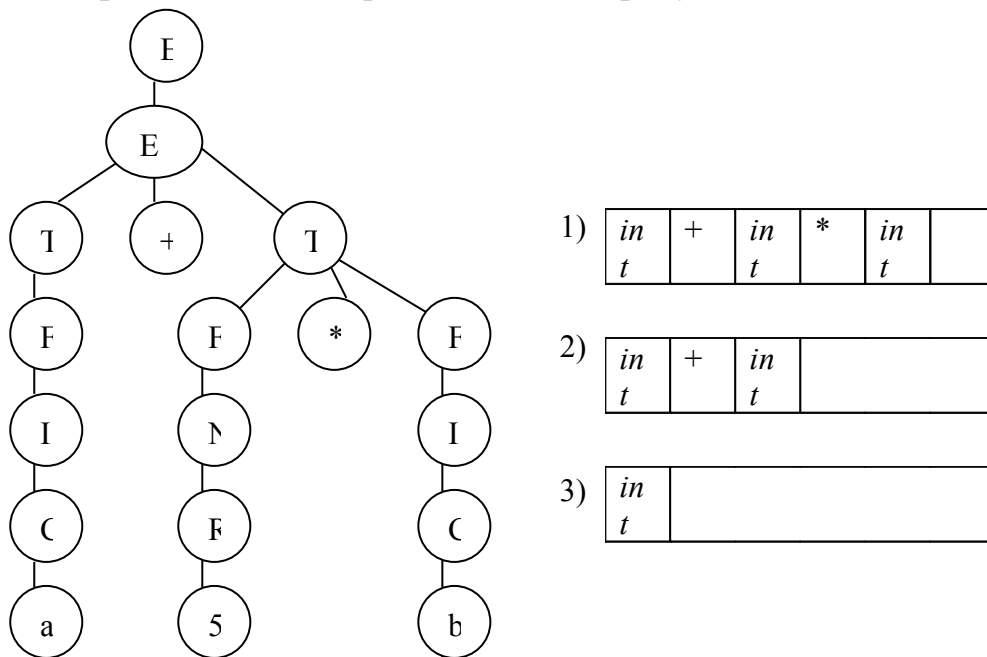 E
E
T + T
F F * F
I N I
C R C
a 5 b
1) in + in * in
t t t
2) in + in
t t
3) in
t